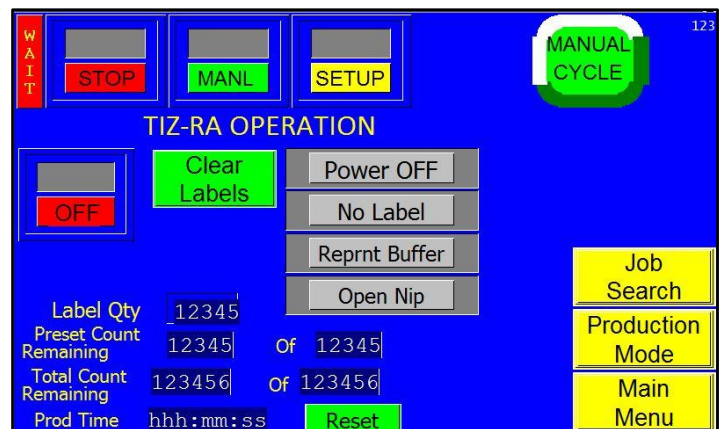 123
WAIT
STOP
MANL
SETUP
MANUAL
CYCLE
TIZ-RA OPERATION
OFF
Clear
Labels
Power OFF
No Label
Reprnt Buffer
Open Nip
Job
Search
Production
Mode
Main
Menu
Label Qty _12345
Preset Count
Remaining 12345 Of 12345
Total Count
Remaining 123456 Of 123456
Prod Time hhh:mm:ss Reset